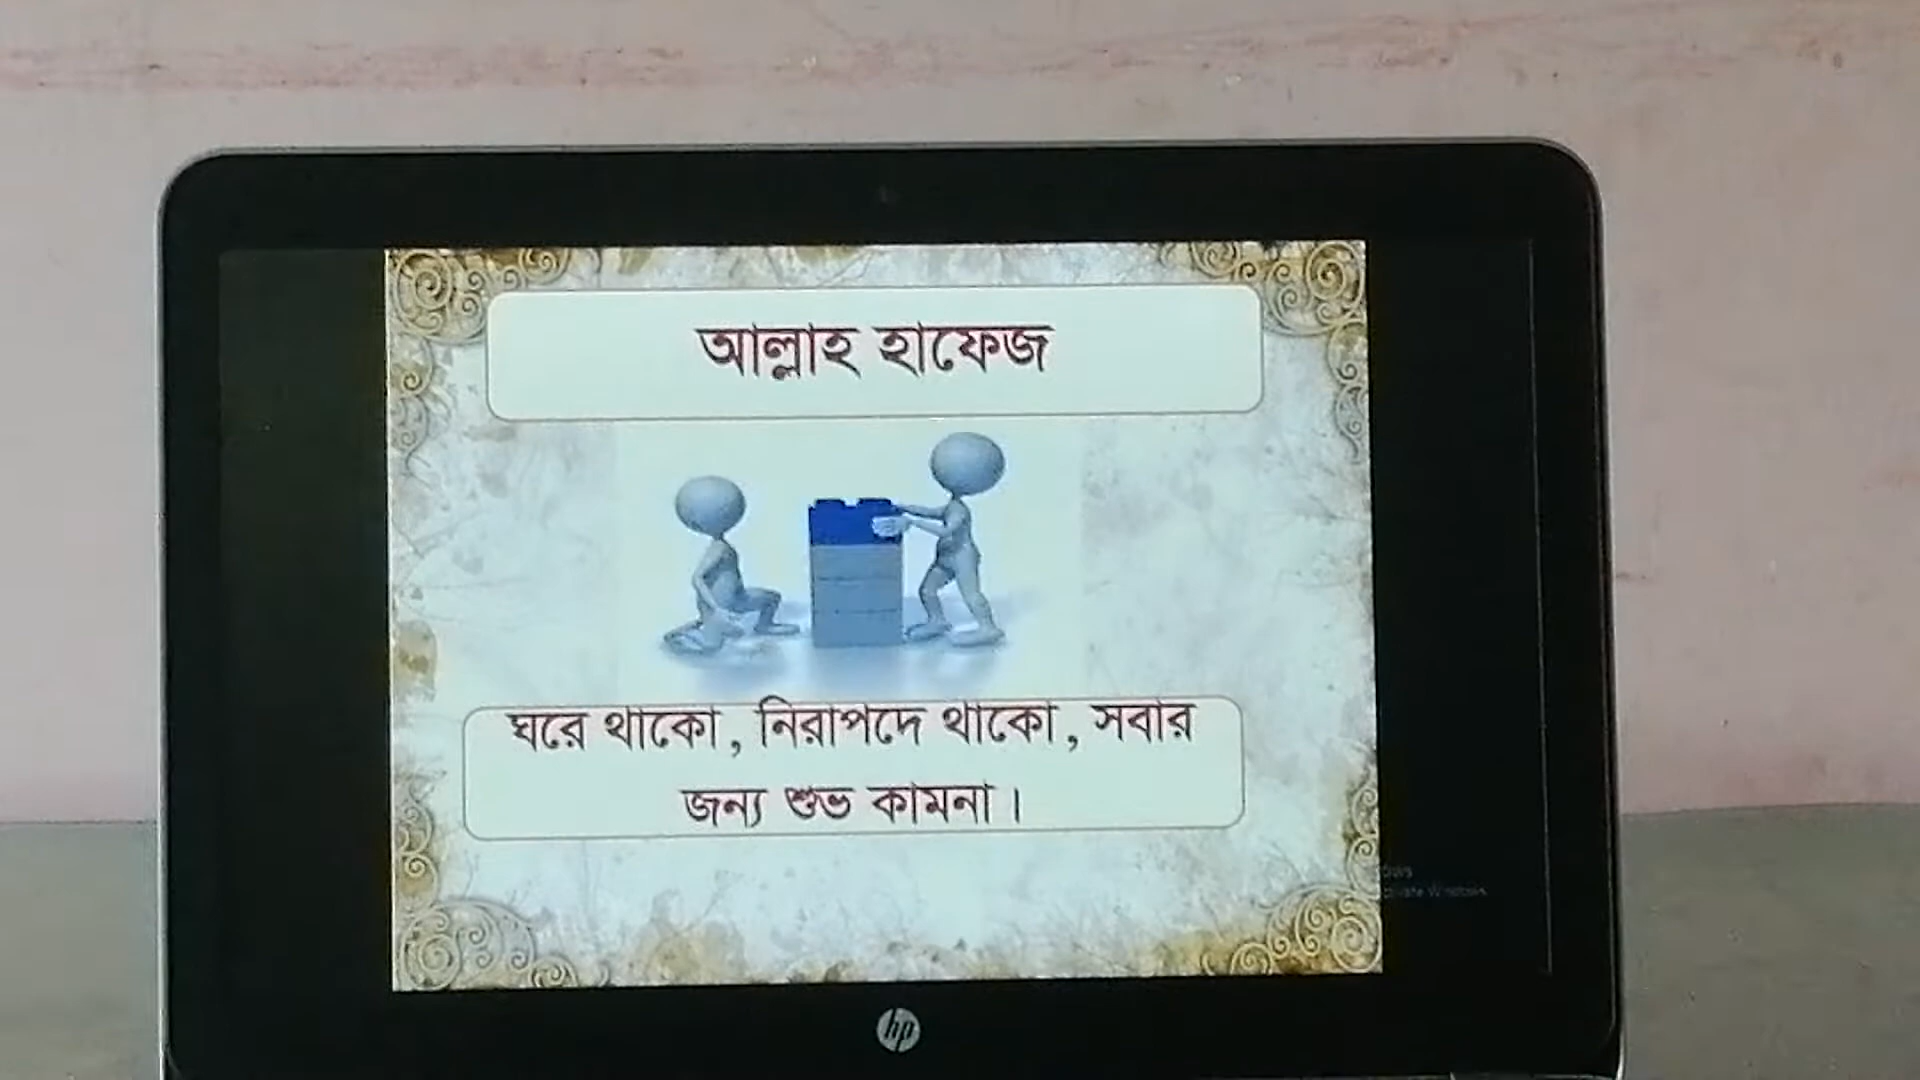 আল্লাহ হাফেজ
ঘরে থাকো, নিরাপদে থাকো, সবার
জন্য শুভ কামনা।
hp